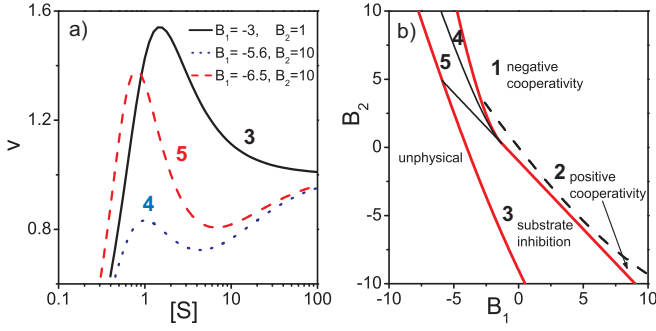 a)
B1= -3, B2=1
B1= -5.6, B2=10
B1= -6.5, B2=10
3
5
4
v
1.6
1.2
0.8
0.1
1
10
100
[S]
b)
4
5
1 negative
cooperativity
unphysical
2 positive
cooperativity
3 substrate
inhibition
B2
10
5
0
-5
-10
-10
-5
0
5
10
B1